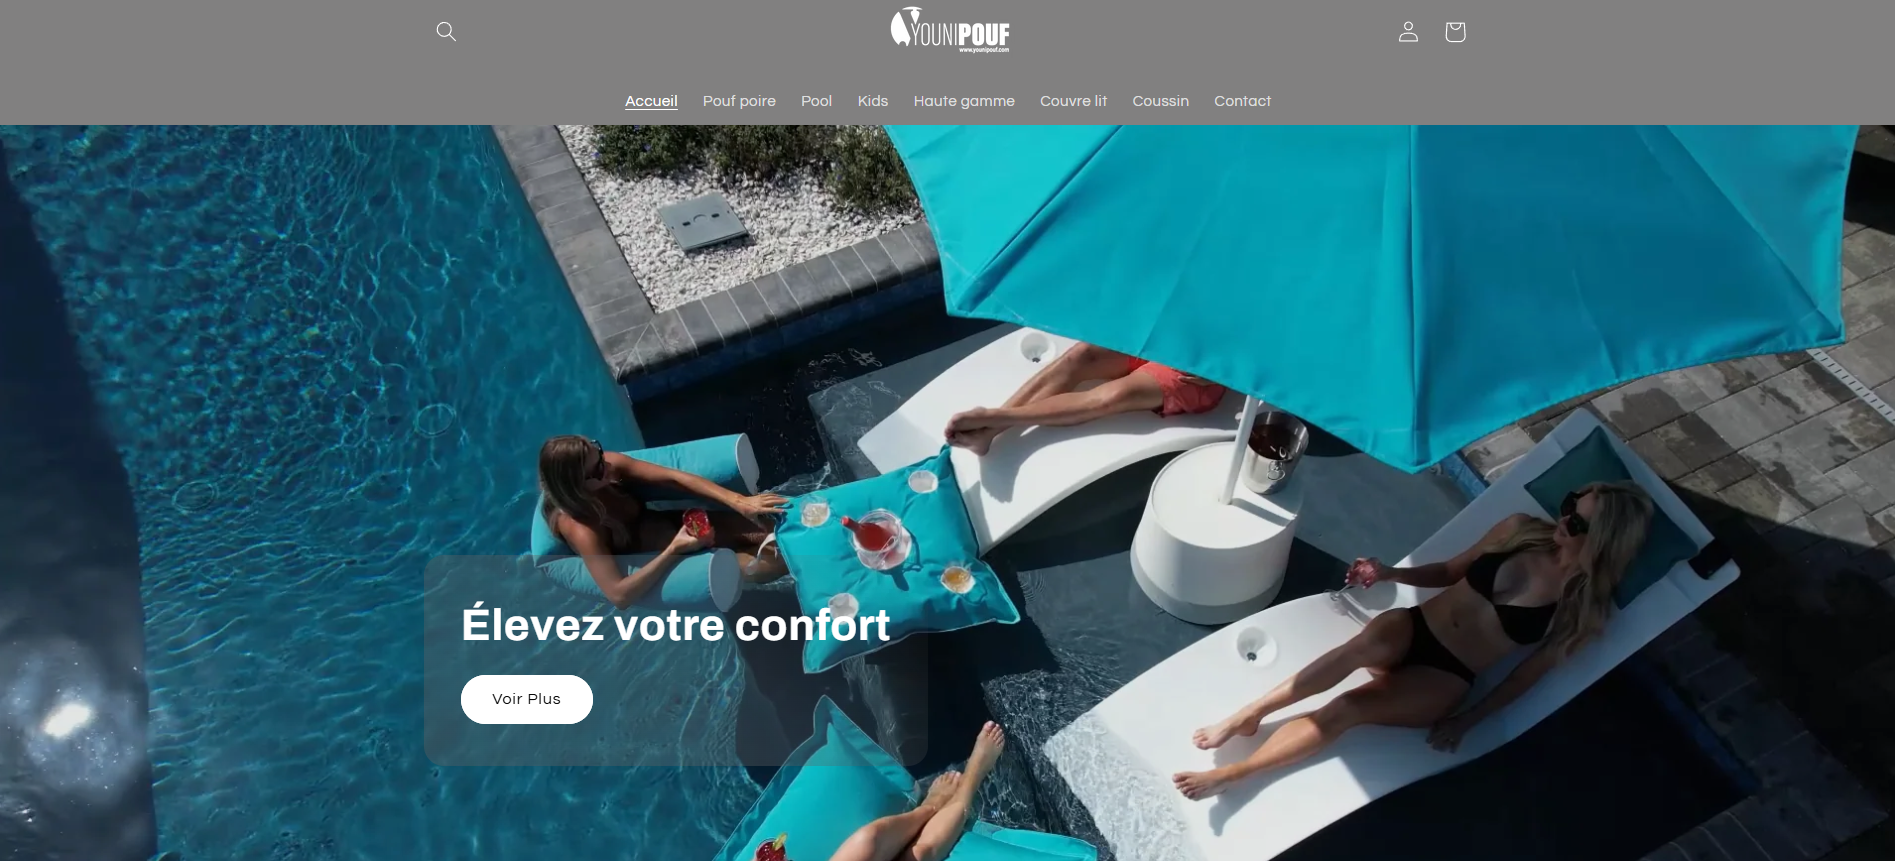 YOUNIPOUF
www.younipouf.com
Accueil Pouf poire Pool Kids Haute gamme Couvre lit Coussin Contact
Élevez votre confort
Voir Plus